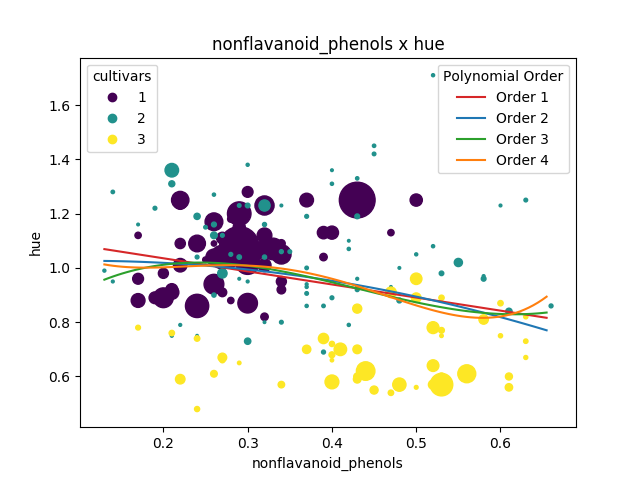 nonflavanoid_phenols x hue
cultivars
1
2
3
Polynomial Order
Order 1
Order 2
Order 3
Order 4
hue
1.6
1.4
1.2
1.0
0.8
0.6
0.2 0.3 0.4 0.5 0.6
nonflavanoid_phenols